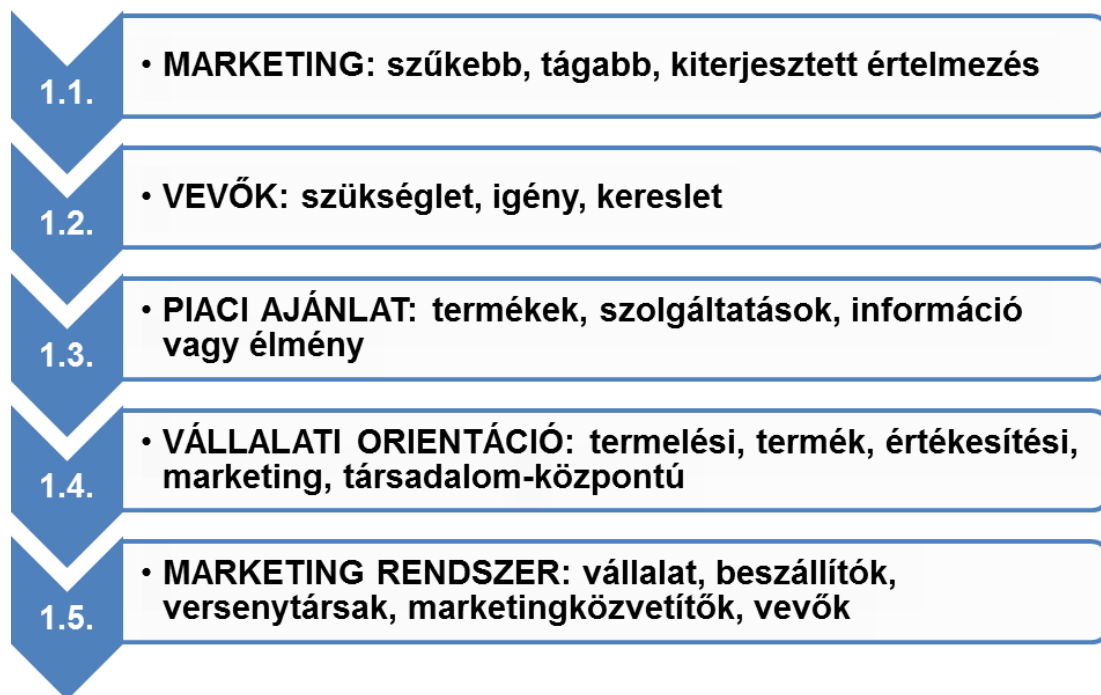 1.1.
• MARKETING: szűkebb, tágabb, kiterjesztett értelmezés
1.2.
• VEVŐK: szükséglet, igény, kereslet
1.3.
• PIACI AJÁNLAT: termékek, szolgáltatások, információ
vagy élmény
1.4.
• VÁLLALATI ORIENTÁCIÓ: termelési, termék, értékesítési,
marketing, társadalom-központú
1.5.
• MARKETING RENDSZER: vállalat, beszállítók,
versenytársak, marketingközvetítők, vevők